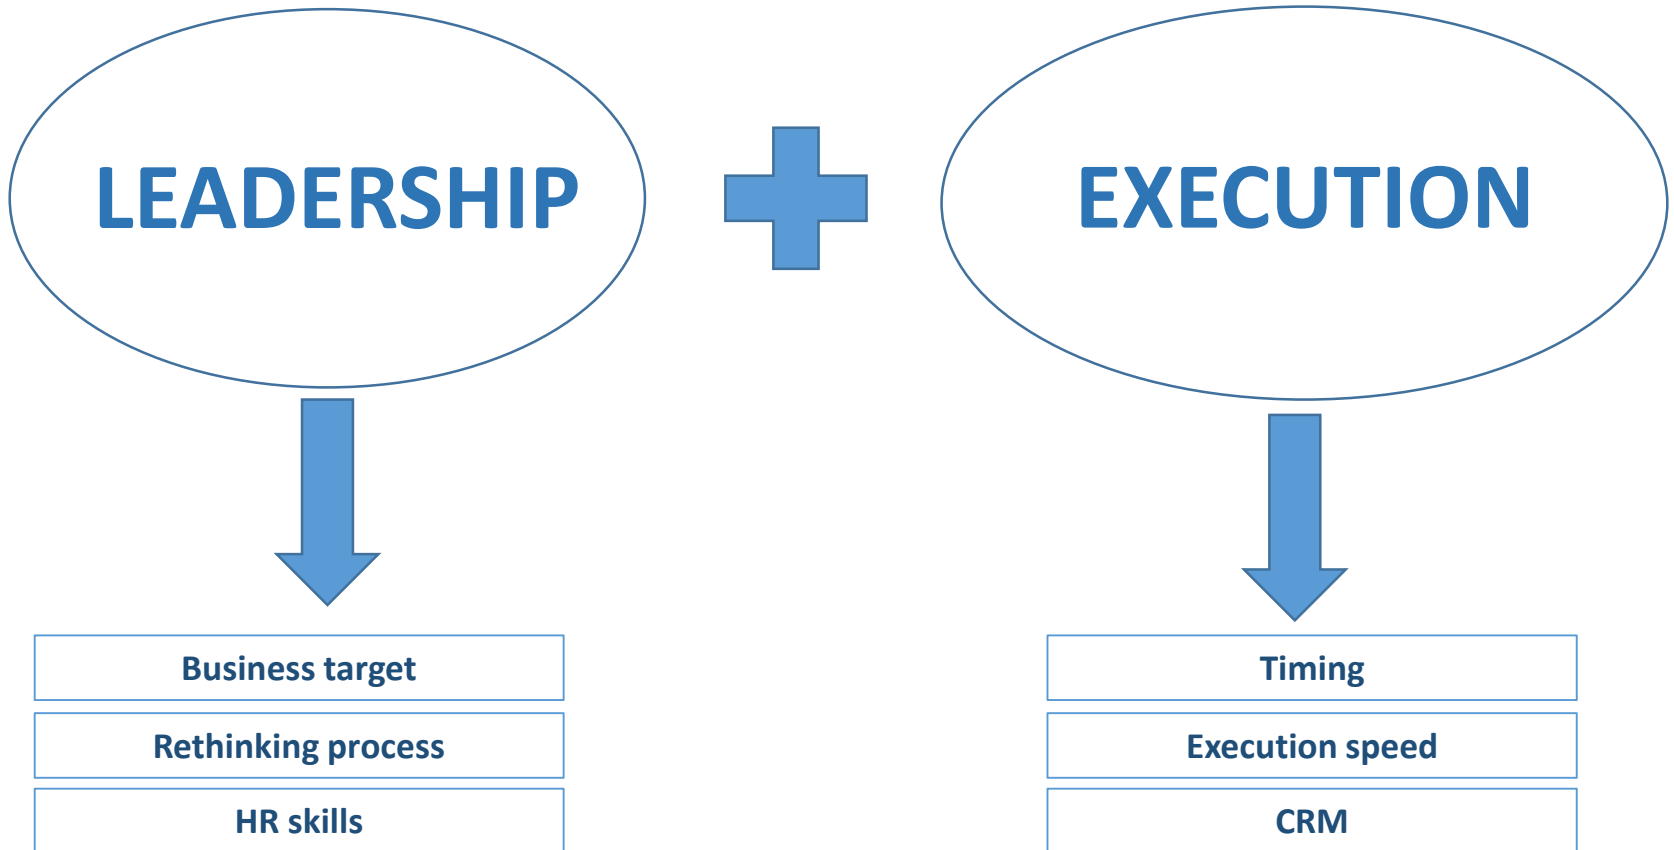 LEADERSHIP
EXECUTION
Business target
Rethinking process
HR skills
Timing
Execution speed
CRM